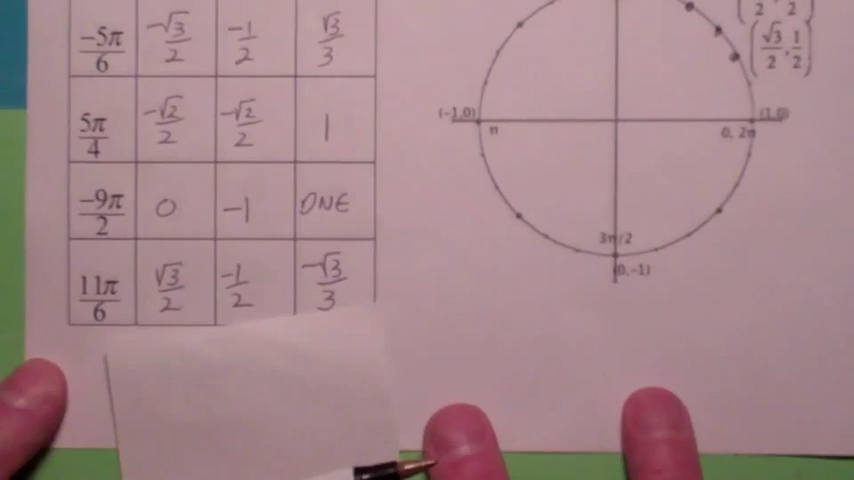 -5π/6 -√3/2 -1/2 √3/3
5π/4 -√2/2 -√2/2 1
-9π/2 0 -1 DNE
11π/6 √3/2 -1/2 -√3/3
(√3/2, 1/2)
(-1,0) (1,0)
π 0, 2π
3π/2
(0,-1)